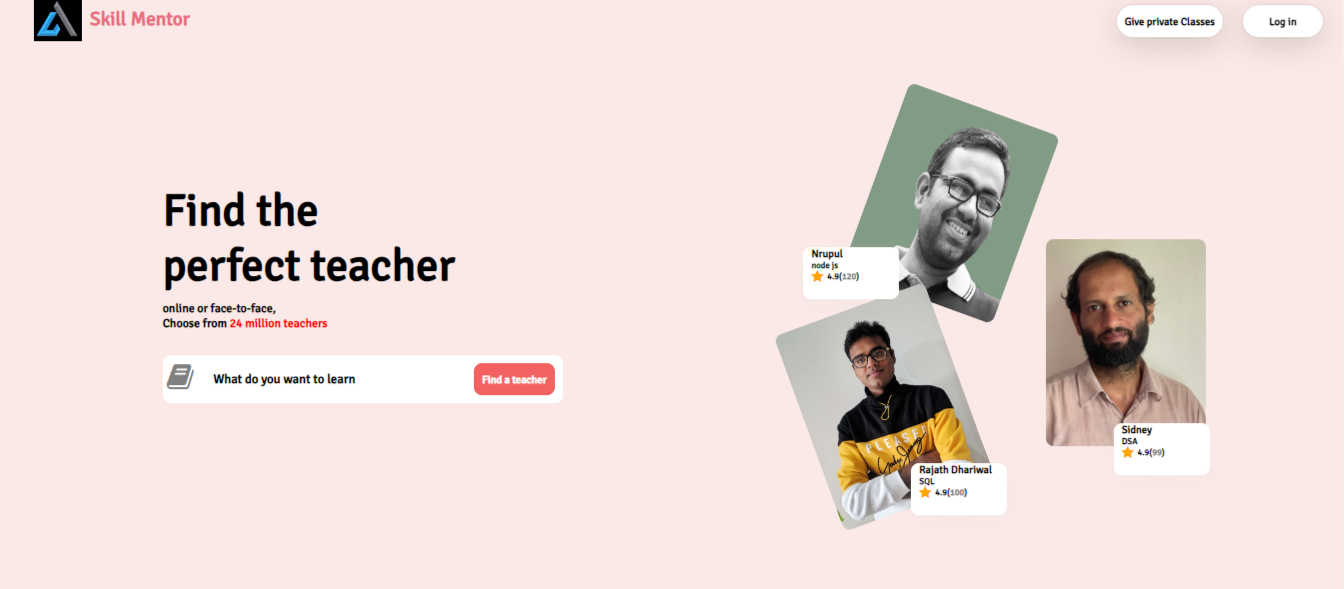 Skill Mentor
Give private Classes
Log in
Find the
perfect teacher
online or face-to-face,
Choose from 24 million teachers
What do you want to learn
Find a teacher
Nrupul
node js
4.9(120)
PLEASE
Rajath Dhariwal
SQL
4.9(100)
Sidney
DSA
4.9(99)